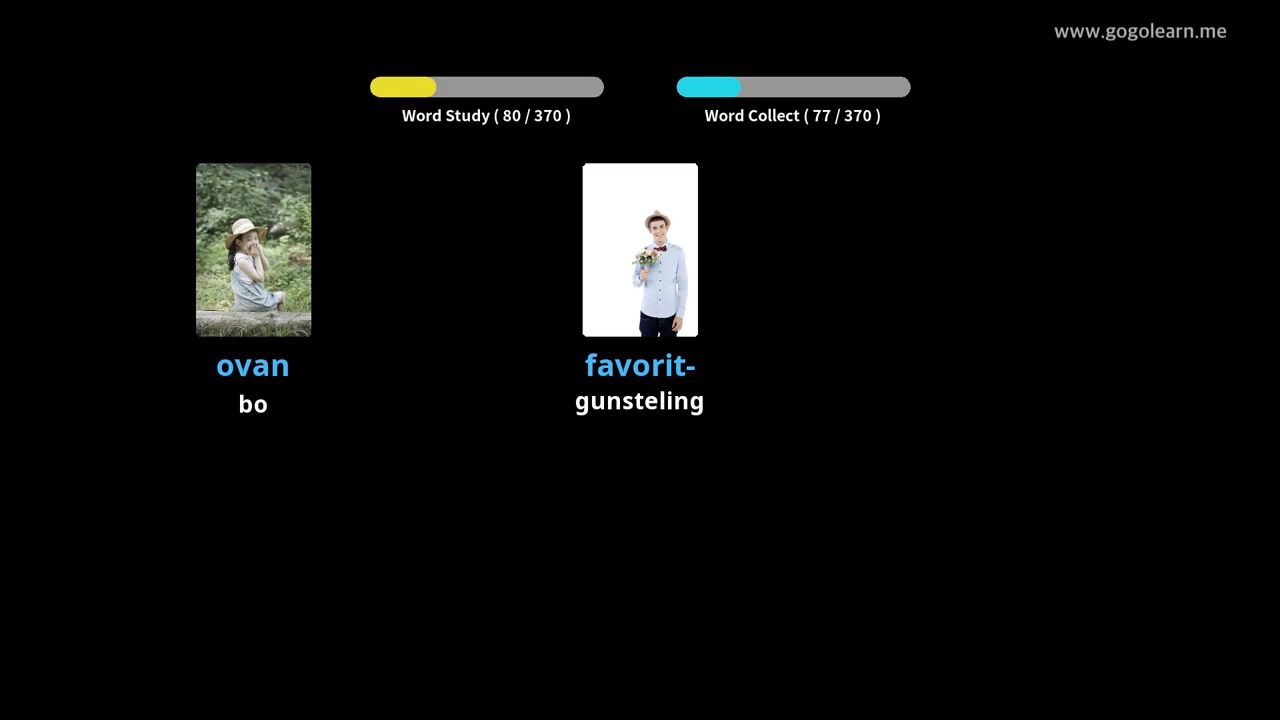 www.gogolearn.me
Word Study ( 80 / 370 )
Word Collect ( 77 / 370 )
ovan
bo
favorit-
gunsteling